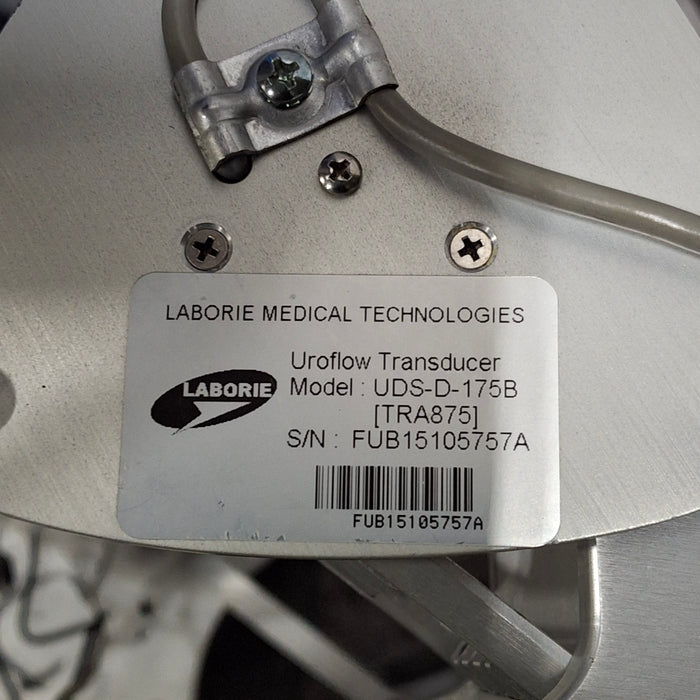 LABORIE MEDICAL TECHNOLOGIES
LABORIE
Uroflow Transducer
Model : UDS-D-175B
[TRA875]
S/N : FUB15105757A
FUB15105757A